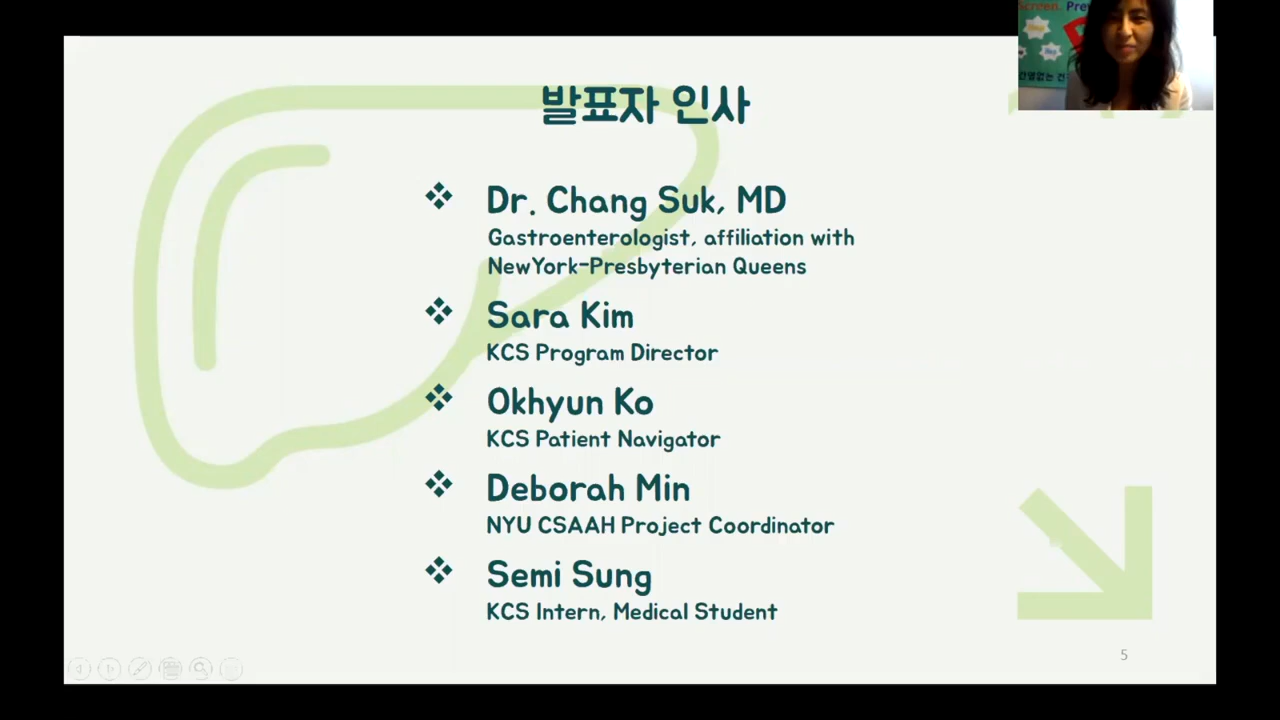 Screen.
발표자 인사
Dr. Chang Suk, MD
Gastroenterologist, affiliation with
NewYork-Presbyterian Queens
Sara Kim
KCS Program Director
Okhyun Ko
KCS Patient Navigator
Deborah Min
NYU CSAAH Project Coordinator
Semi Sung
KCS Intern, Medical Student
5